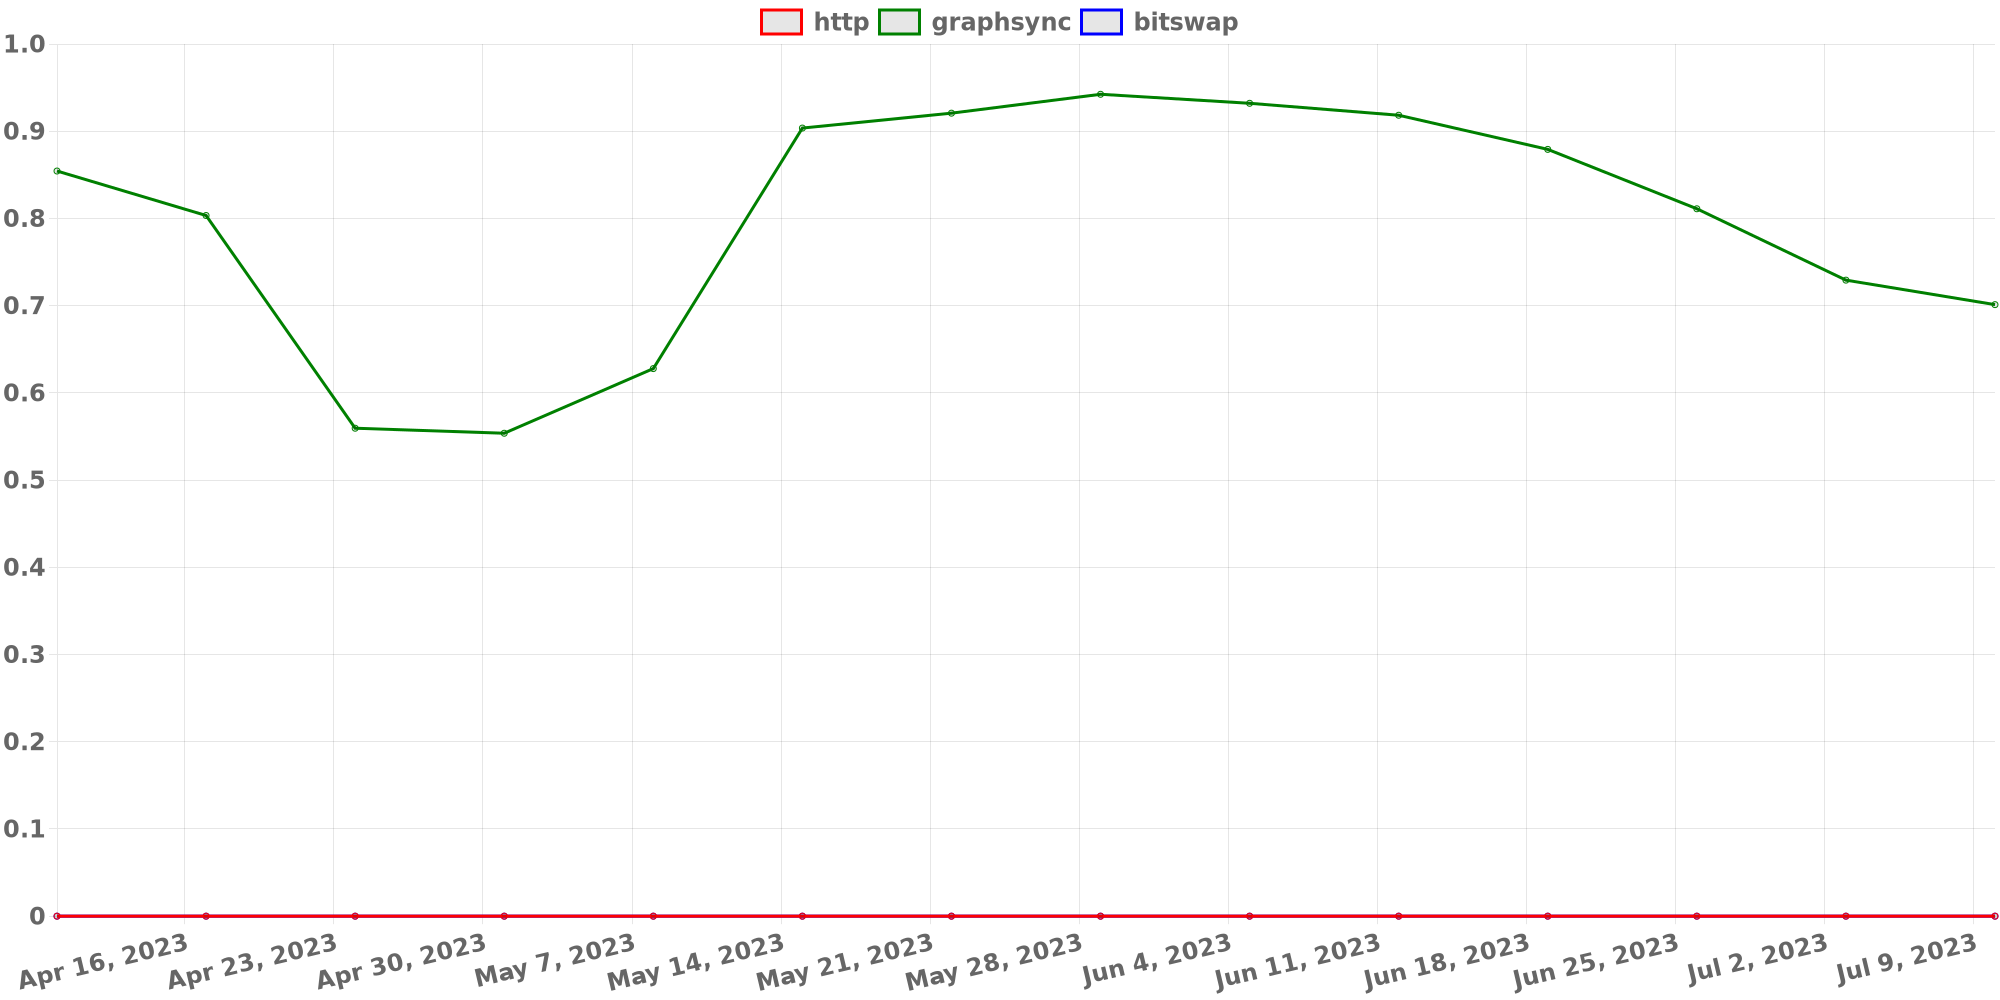 http graphsync bitswap
1.0
0.9
0.8
0.7
0.6
0.5
0.4
0.3
0.2
0.1
0
Apr 16, 2023
Apr 23, 2023
Apr 30, 2023
May 7, 2023
May 14, 2023
May 21, 2023
May 28, 2023
Jun 4, 2023
Jun 11, 2023
Jun 18, 2023
Jun 25, 2023
Jul 2, 2023
Jul 9, 2023